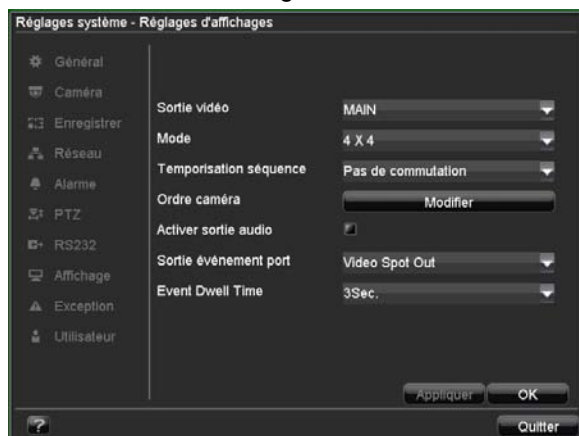 Réglages système - Réglages d'affichages
Général
Caméra
Enregistrer
Réseau
Alarme
PTZ
RS232
Affichage
Exception
Utilisateur
Sortie vidéo MAIN
Mode 4 X 4
Temporisation séquence Pas de commutation
Ordre caméra Modifier
Activer sortie audio
Sortie événement port Video Spot Out
Event Dwell Time 3Sec.
Appliquer OK
? Quitter